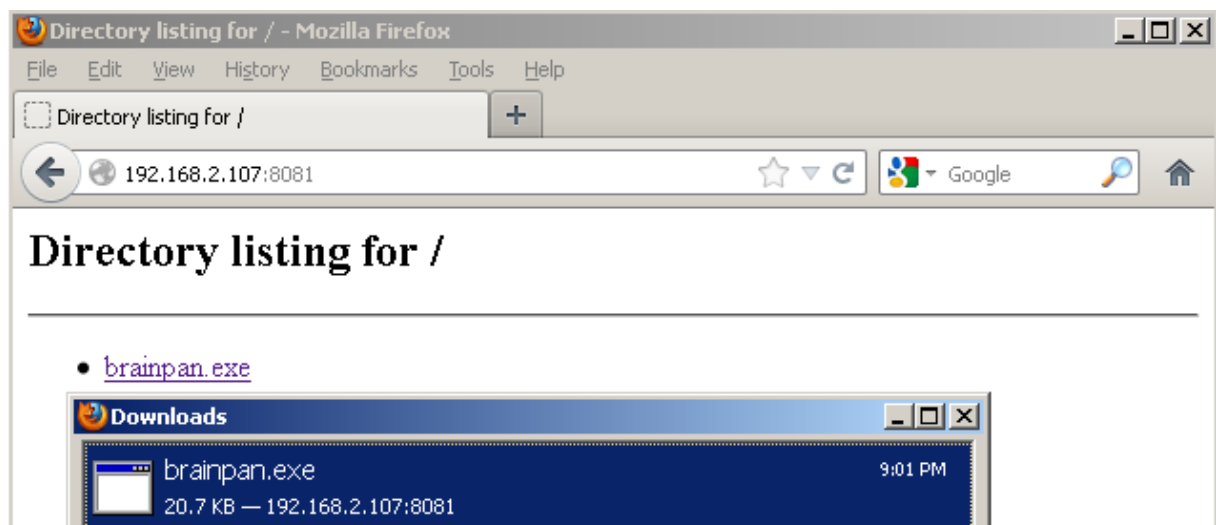 Directory listing for / - Mozilla Firefox
File Edit View History Bookmarks Tools Help
Directory listing for /
192.168.2.107:8081 Google
Directory listing for /
brainpan.exe
Downloads
brainpan.exe 9:01 PM
20.7 KB — 192.168.2.107:8081